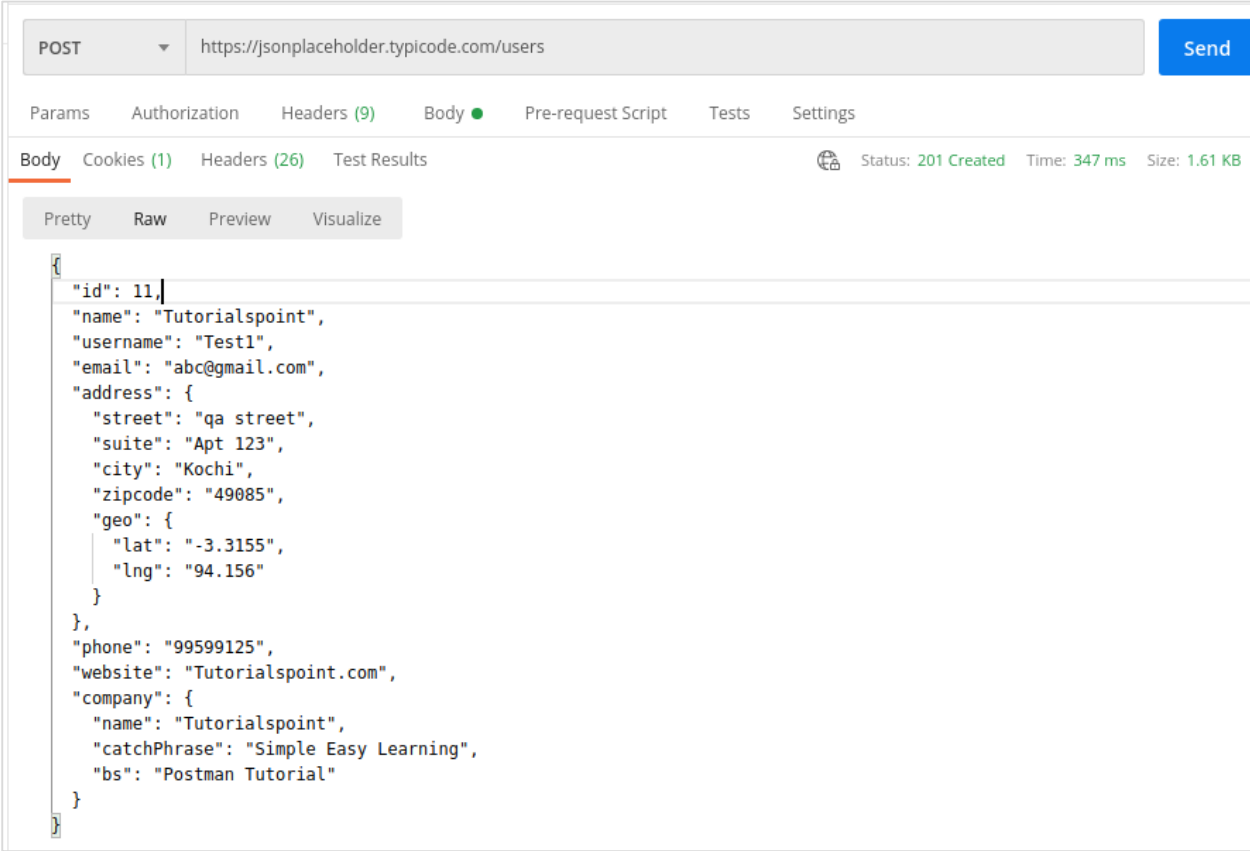 POST https://jsonplaceholder.typicode.com/users Send
Params Authorization Headers (9) Body Pre-request Script Tests Settings
Body Cookies (1) Headers (26) Test Results Status: 201 Created Time: 347 ms Size: 1.61 KB
Pretty Raw Preview Visualize
{
"id": 11,
"name": "Tutorialspoint",
"username": "Test1",
"email": "abc@gmail.com",
"address": {
"street": "qa street",
"suite": "Apt 123",
"city": "Kochi",
"zipcode": "49085",
"geo": {
"lat": "-3.3155",
"lng": "94.156"
}
},
"phone": "99599125",
"website": "Tutorialspoint.com",
"company": {
"name": "Tutorialspoint",
"catchPhrase": "Simple Easy Learning",
"bs": "Postman Tutorial"
}
}